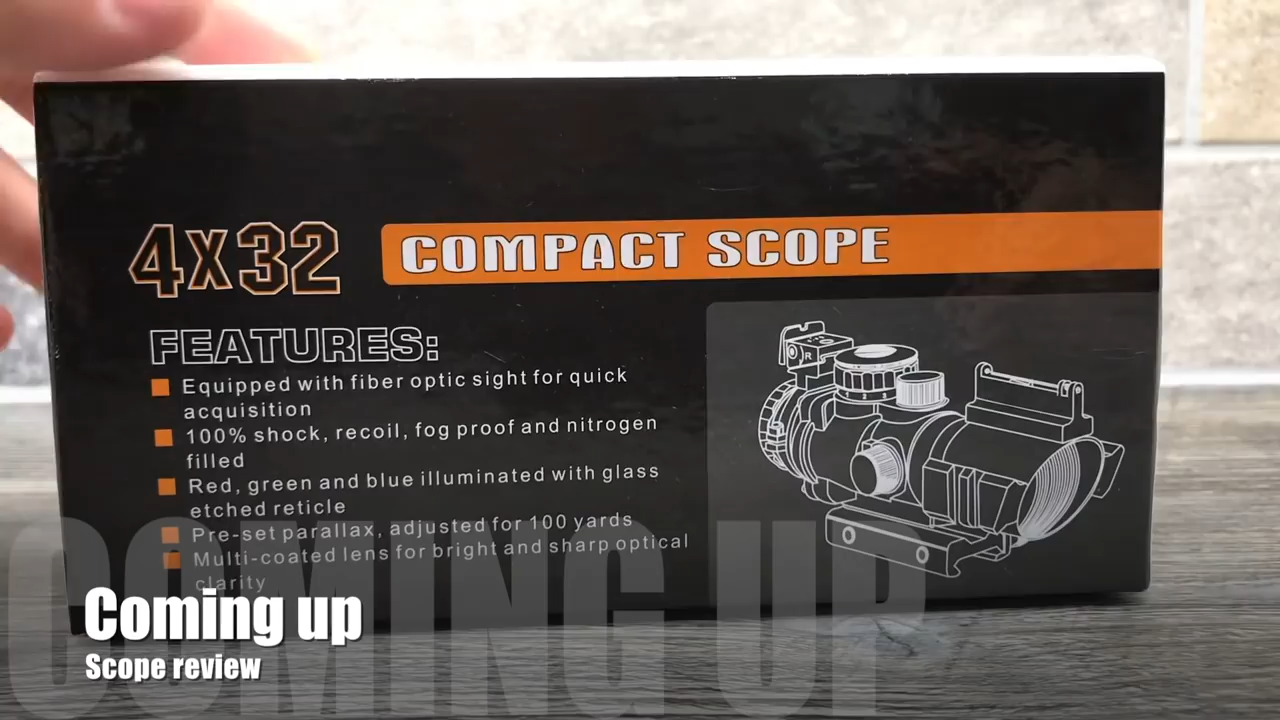 4X32 COMPACT SCOPE
FEATURES:
Equipped with fiber optic sight for quick
acquisition
100% shock, recoil, fog proof and nitrogen
filled
Red, green and blue illuminated with glass
etched reticle
Pre-set parallax, adjusted for 100 yards
Multi-coated lens for bright and sharp optical
clarity
R
2
COMING UP
Coming up
Scope review